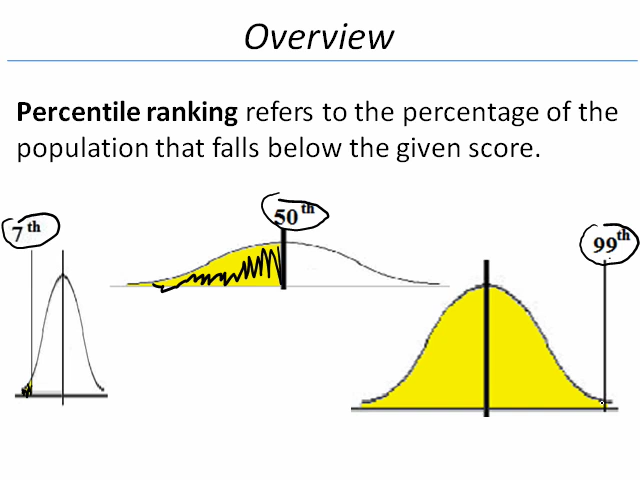 Overview
Percentile ranking refers to the percentage of the
population that falls below the given score.
7th
50th
99th